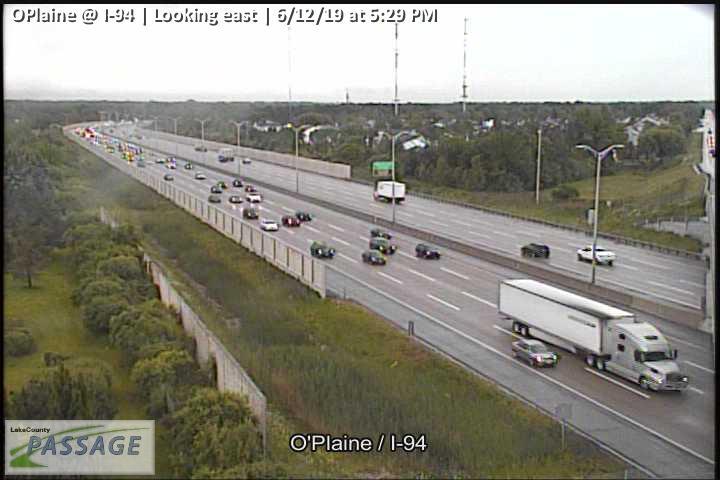 OPlaine @ I-94 | Looking east | 6/12/19 at 5:29 PM
O'Plaine / I-94
LakeCounty
PASSAGE